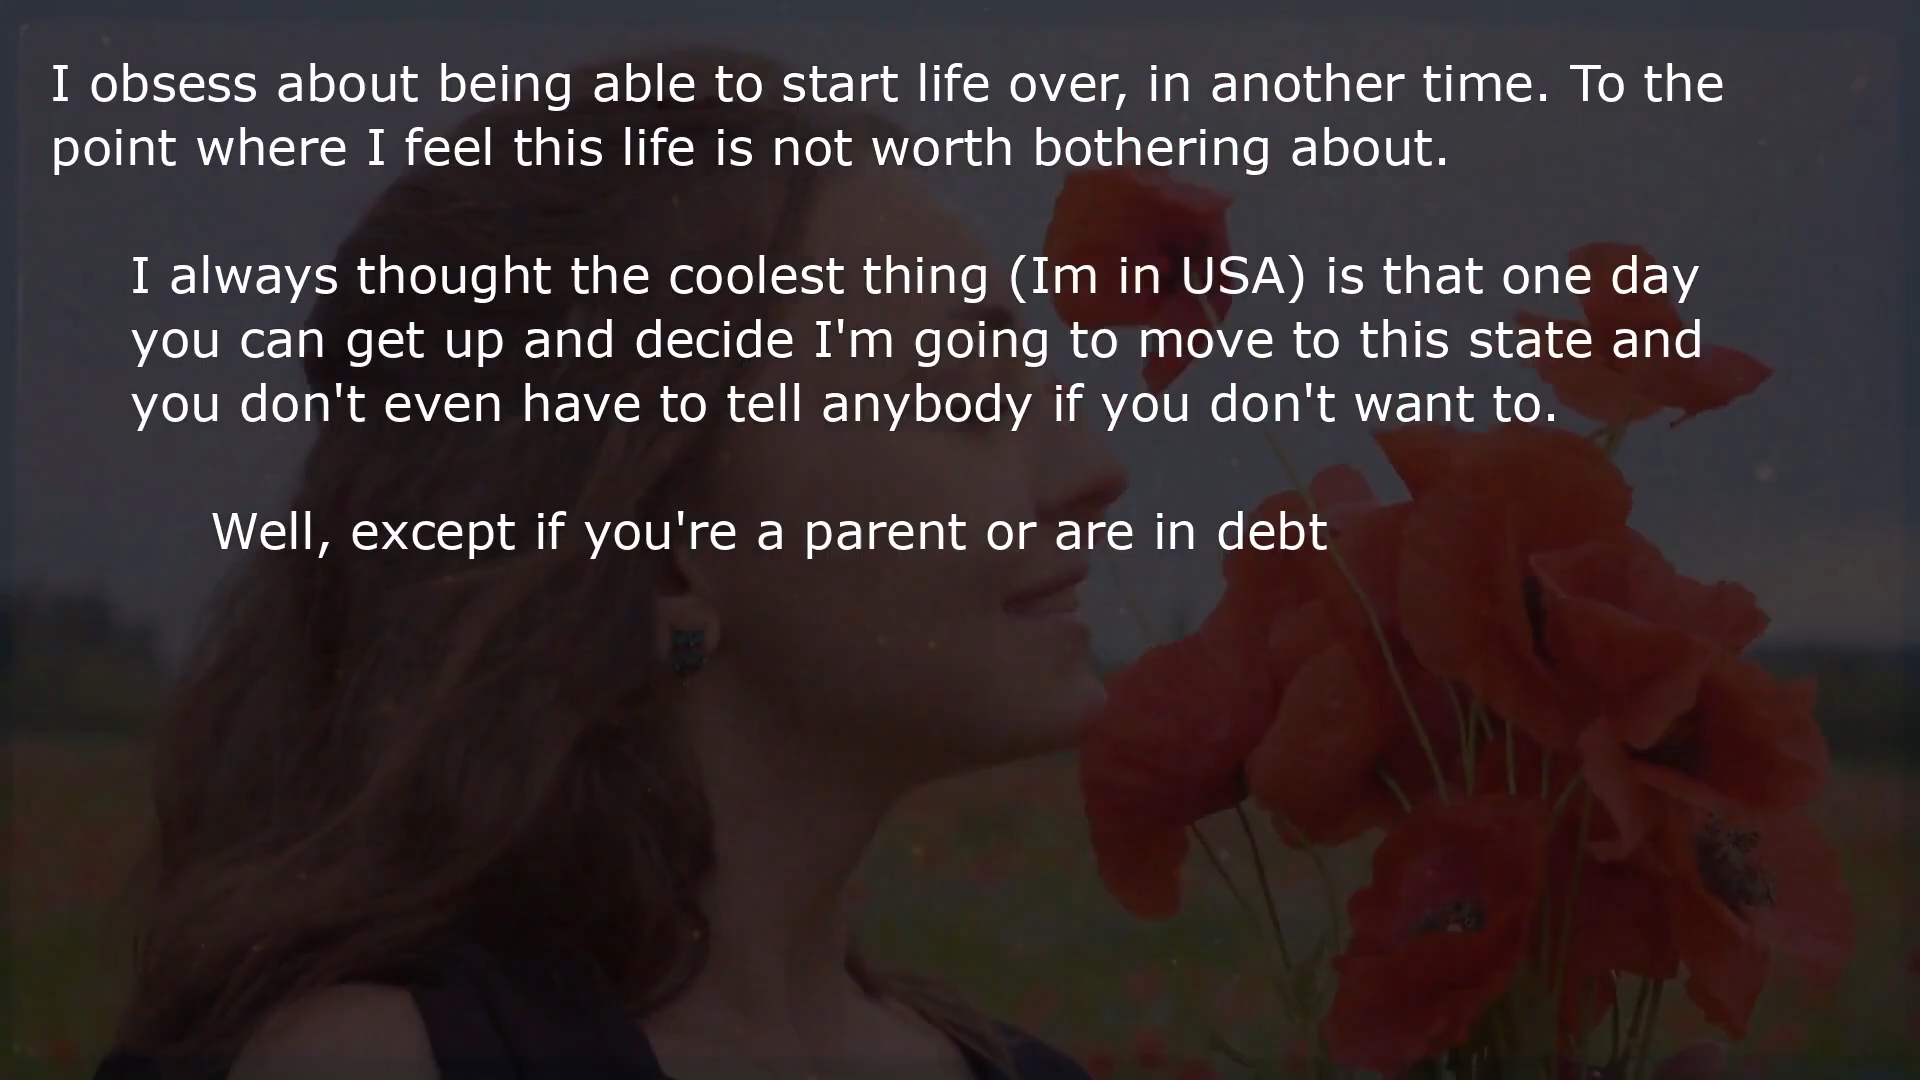 I obsess about being able to start life over, in another time. To the
point where I feel this life is not worth bothering about.
I always thought the coolest thing (Im in USA) is that one day
you can get up and decide I'm going to move to this state and
you don't even have to tell anybody if you don't want to.
Well, except if you're a parent or are in debt